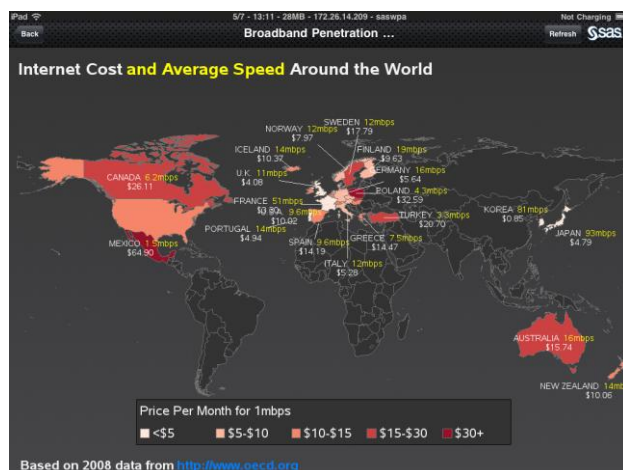 iPad 5/7 - 13:11 - 28MB - 172.26.14.209 - saswpa Not Charging
Back Broadband Penetration ... Refresh sas
Internet Cost and Average Speed Around the World
SWEDEN 12mbps
$17.79
NORWAY 12mbps
$7.97
ICELAND 14mbps
$10.37
FINLAND 19mbps
$9.63
U.K. 11mbps
$4.08
ERMANY 16mbps
$5.64
CANADA 6.2mbps
$26.11
POLAND 4.3mbps
$32.59
FRANCE 51mbps
9.6mbps
$10.02
KOREA 81mbps
$0.85
TURKEY 3.3mbps
$20.70
PORTUGAL 14mbps
$4.94
JAPAN 93mbps
$4.79
MEXICO 1.5mbps
$64.90
SPAIN 9.6mbps
$14.19
GREECE 7.5mbps
$14.47
ITALY 12mbps
$5.28
AUSTRALIA 16mbps
$15.74
NEW ZEALAND 14mb
$10.06
Price Per Month for 1mbps
<$5 $5-$10 $10-$15 $15-$30 $30+
Based on 2008 data from http://www.oecd.org